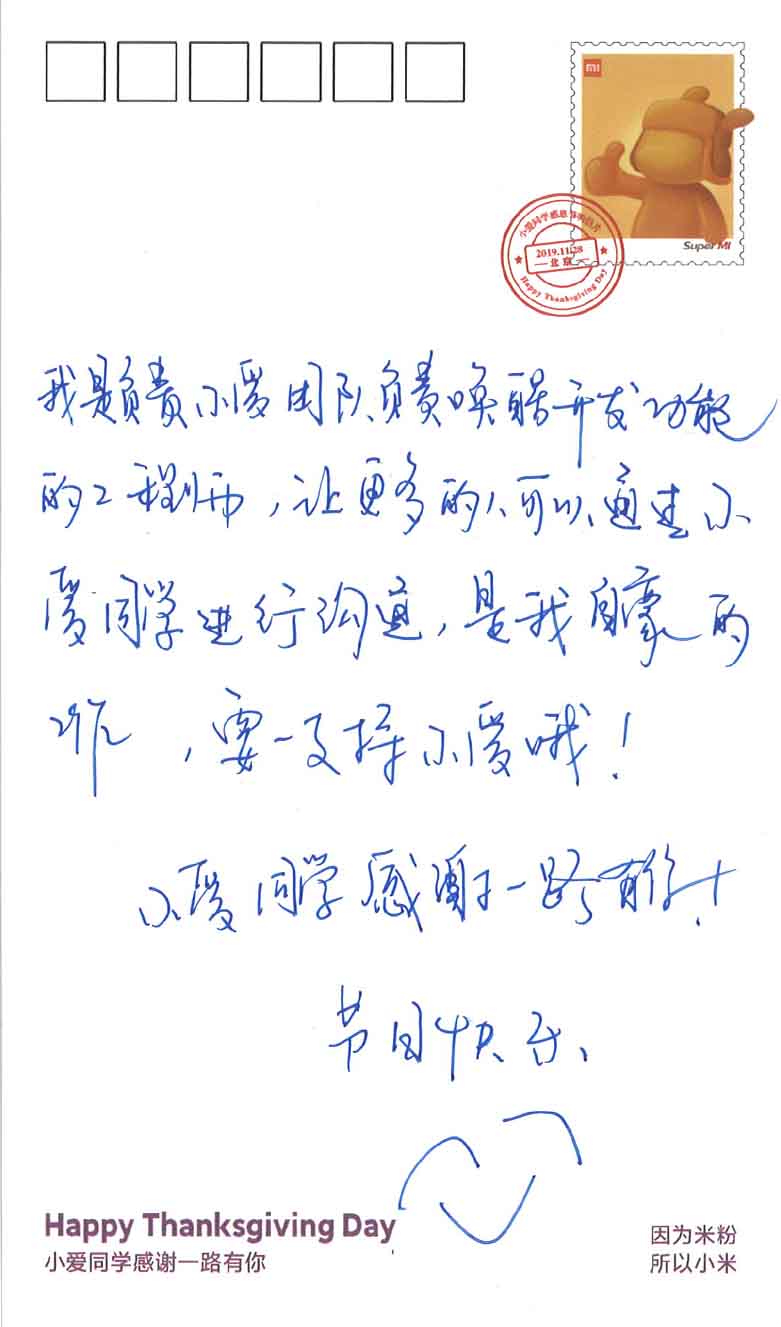 MI
Super MI
小爱同学感恩节明信片
2019.11.28
北京
Happy Thanksgiving Day
我是负责小爱团队负责唤醒开发功能
的工程师，让更多的人可以通过小
爱同学进行沟通，是我自豪的
工作，要一支持小爱哦！
小爱同学感谢一路有你！
节日快乐、
Happy Thanksgiving Day
小爱同学感谢一路有你
因为米粉
所以小米